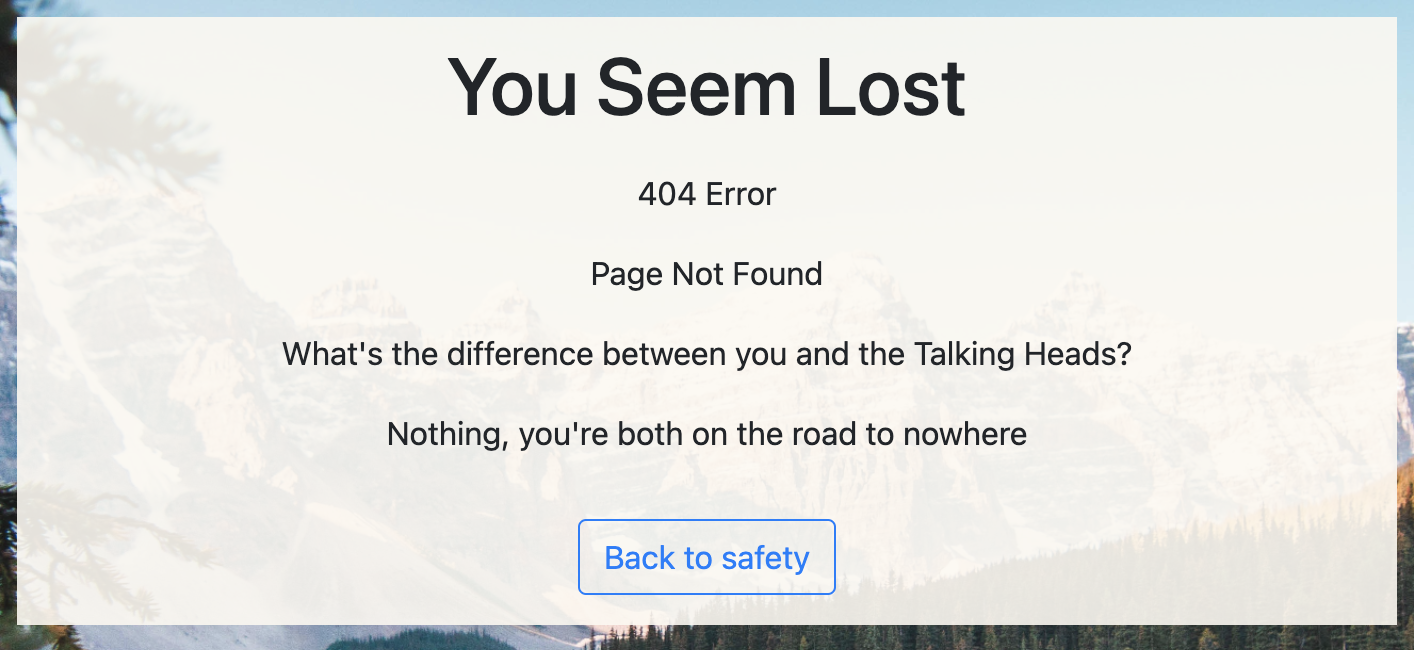 You Seem Lost
404 Error
Page Not Found
What's the difference between you and the Talking Heads?
Nothing, you're both on the road to nowhere
Back to safety